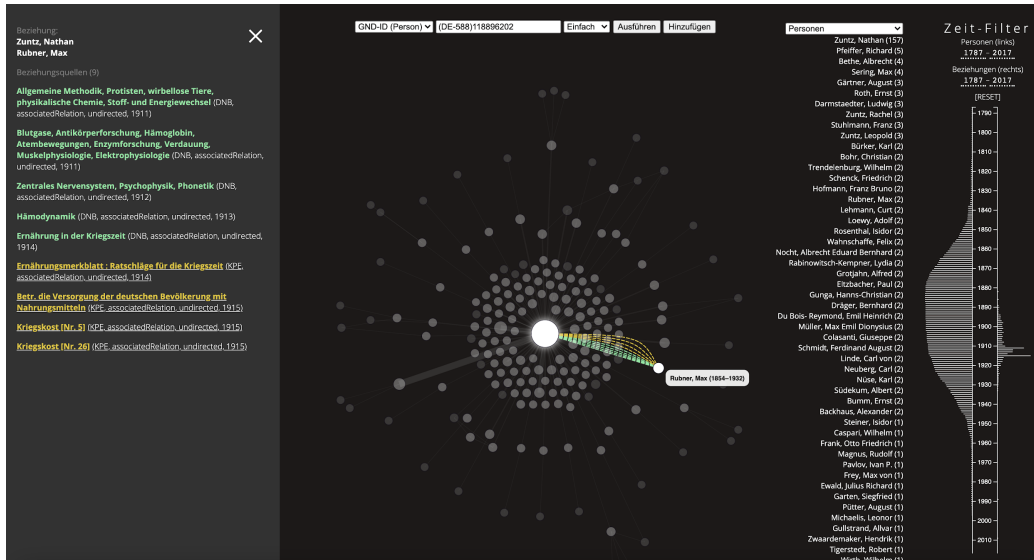 Beziehung:
Zuntz, Nathan
Rubner, Max
Beziehungsquellen (9)
Allgemeine Methodik, Protisten, wirbellose Tiere,
physikalische Chemie, Stoff- und Energiewechsel (DNB,
associatedRelation, undirected, 1911)
Blutgase, Antikörperforschung, Hämoglobin,
Atembewegungen, Enzymforschung, Verdauung,
Muskelphysiologie, Elektrophysiologie (DNB, associatedRelation,
undirected, 1911)
Zentrales Nervensystem, Psychophysik, Phonetik (DNB,
associatedRelation, undirected, 1912)
Hämodynamik (DNB, associatedRelation, undirected, 1913)
Ernährung in der Kriegszeit (DNB, associatedRelation, undirected,
1914)
Ernährungsmerkblatt : Ratschläge für die Kriegszeit (KPE,
associatedRelation, undirected, 1914)
Betr. die Versorgung der deutschen Bevölkerung mit
Nahrungsmitteln (KPE, associatedRelation, undirected, 1915)
Kriegskost [Nr. 5] (KPE, associatedRelation, undirected, 1915)
Kriegskost [Nr. 26] (KPE, associatedRelation, undirected, 1915)
GND-ID (Person) (DE-588)118896202 Einfach Ausführen Hinzufügen
Rubner, Max (1854–1932)
Personen
Zuntz, Nathan (157)
Pfeiffer, Richard (5)
Bethe, Albrecht (4)
Sering, Max (4)
Gärtner, August (3)
Roth, Ernst (3)
Darmstaedter, Ludwig (3)
Zuntz, Rachel (3)
Stuhlmann, Franz (3)
Zuntz, Leopold (3)
Bürker, Karl (2)
Bohr, Christian (2)
Trendelenburg, Wilhelm (2)
Schenck, Friedrich (2)
Hofmann, Franz Bruno (2)
Rubner, Max (2)
Lehmann, Curt (2)
Loewy, Adolf (2)
Rosenthal, Isidor (2)
Wahnschaffe, Felix (2)
Nocht, Albrecht Eduard Bernhard (2)
Rabinowitsch-Kempner, Lydia (2)
Grotjahn, Alfred (2)
Eltzbacher, Paul (2)
Gunga, Hanns-Christian (2)
Dräger, Bernhard (2)
Du Bois- Reymond, Emil Heinrich (2)
Müller, Max Emil Dionysius (2)
Colasanti, Giuseppe (2)
Schmidt, Ferdinand August (2)
Linde, Carl von (2)
Neuberg, Carl (2)
Nüse, Karl (2)
Südekum, Albert (2)
Bumm, Ernst (2)
Backhaus, Alexander (2)
Steiner, Isidor (1)
Caspari, Wilhelm (1)
Frank, Otto Friedrich (1)
Magnus, Rudolf (1)
Pavlov, Ivan P. (1)
Frey, Max von (1)
Ewald, Julius Richard (1)
Garten, Siegfried (1)
Pütter, August (1)
Michaelis, Leonor (1)
Gullstrand, Allvar (1)
Zwaardemaker, Hendrik (1)
Tigerstedt, Robert (1)
Wirth, Wilhelm (1)
Zeit-Filter
Personen (links)
1787 - 2017
Beziehungen (rechts)
1787 - 2017
[RESET]
1790
1800
1810
1820
1830
1840
1850
1860
1870
1880
1890
1900
1910
1920
1930
1940
1950
1960
1970
1980
1990
2000
2010